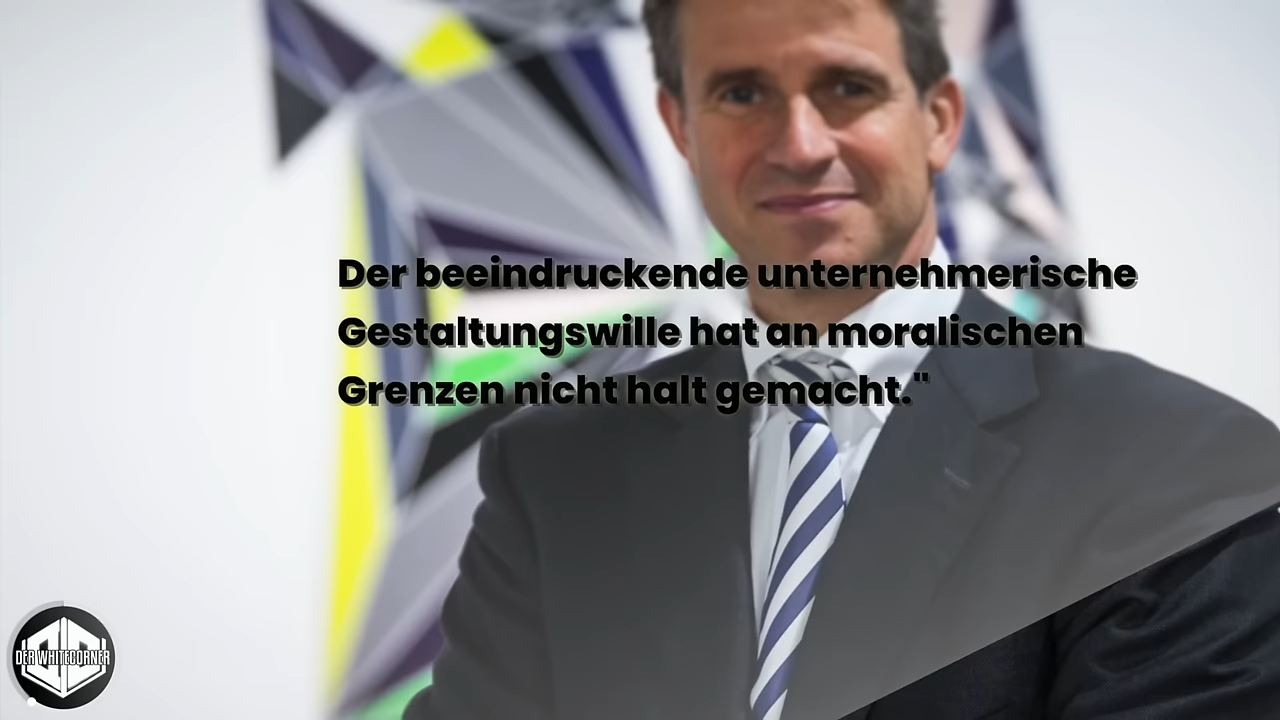 Der beeindruckende unternehmerische
Gestaltungswille hat an moralischen
Grenzen nicht halt gemacht."
DER WHITECORNER